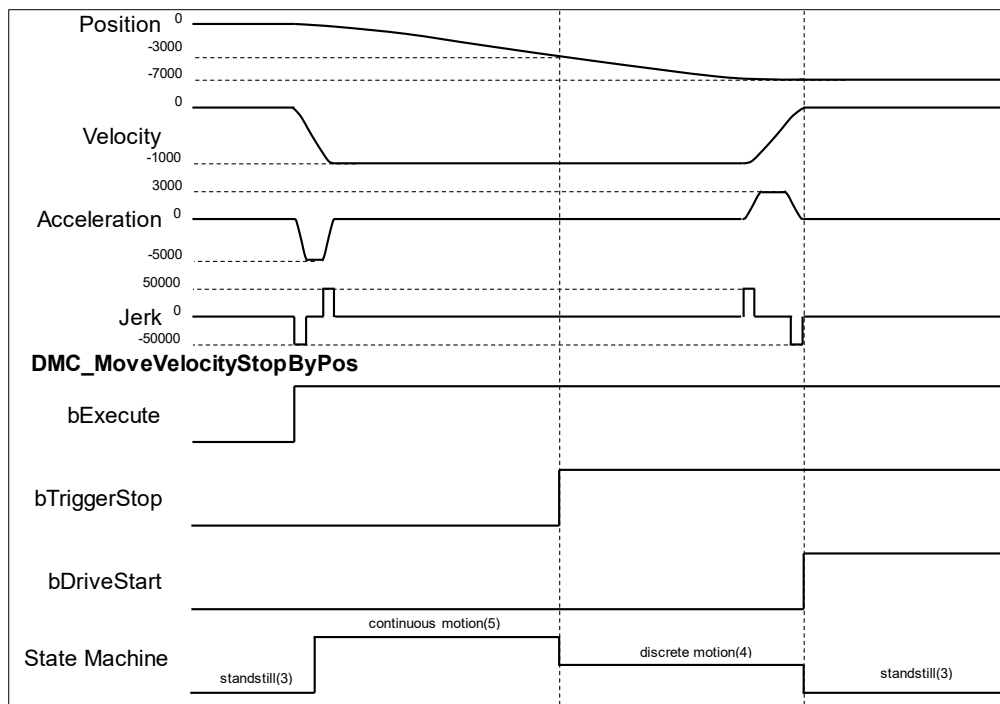 Position 0
-3000
-7000
0
Velocity
-1000
3000
Acceleration 0
-5000
50000
Jerk 0
-50000
DMC_MoveVelocityStopByPos
bExecute
bTriggerStop
bDriveStart
continuous motion(5)
State Machine
discrete motion(4)
standstill(3)
standstill(3)